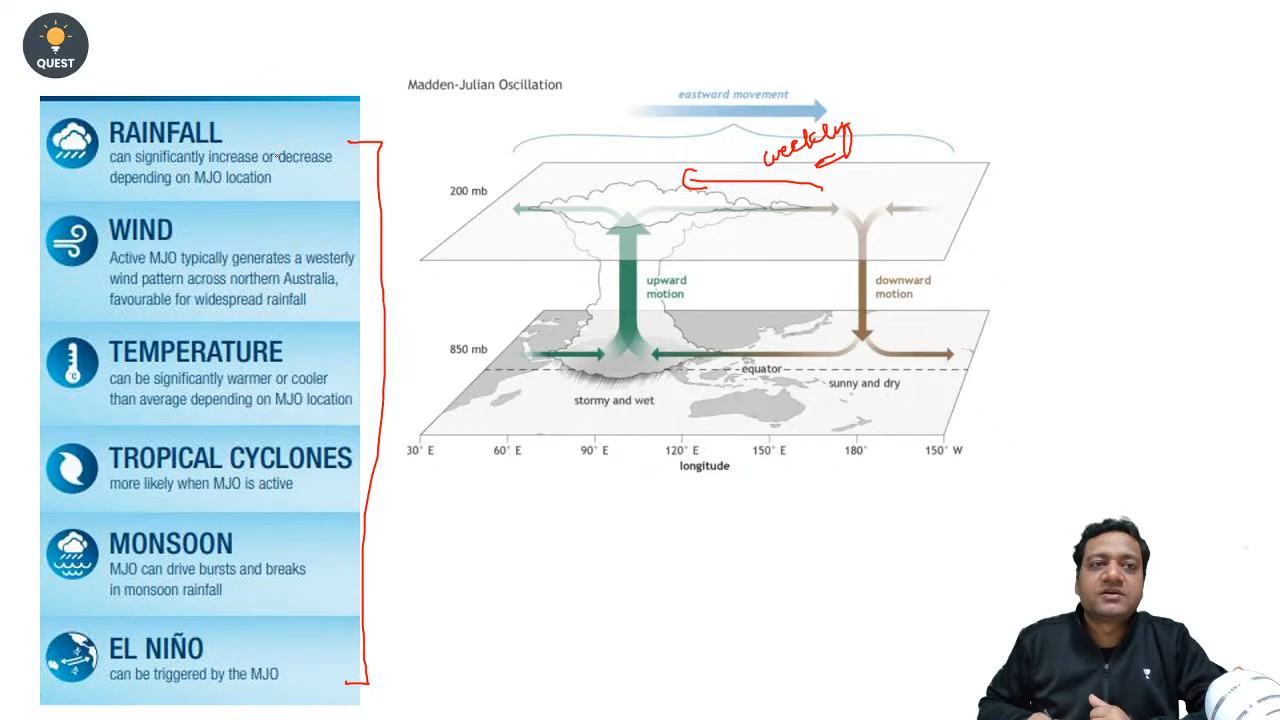 QUEST
RAINFALL
can significantly increase or decrease
depending on MJO location
WIND
Active MJO typically generates a westerly
wind pattern across northern Australia,
favourable for widespread rainfall
TEMPERATURE
°C
can be significantly warmer or cooler
than average depending on MJO location
TROPICAL CYCLONES
more likely when MJO is active
MONSOON
MJO can drive bursts and breaks
in monsoon rainfall
EL NIÑO
can be triggered by the MJO
Madden-Julian Oscillation
eastward movement
weekly
200 mb
upward
motion
downward
motion
850 mb
equator
sunny and dry
stormy and wet
30° E 60° E 90° E 120° E 150° E 180° 150° W
longitude